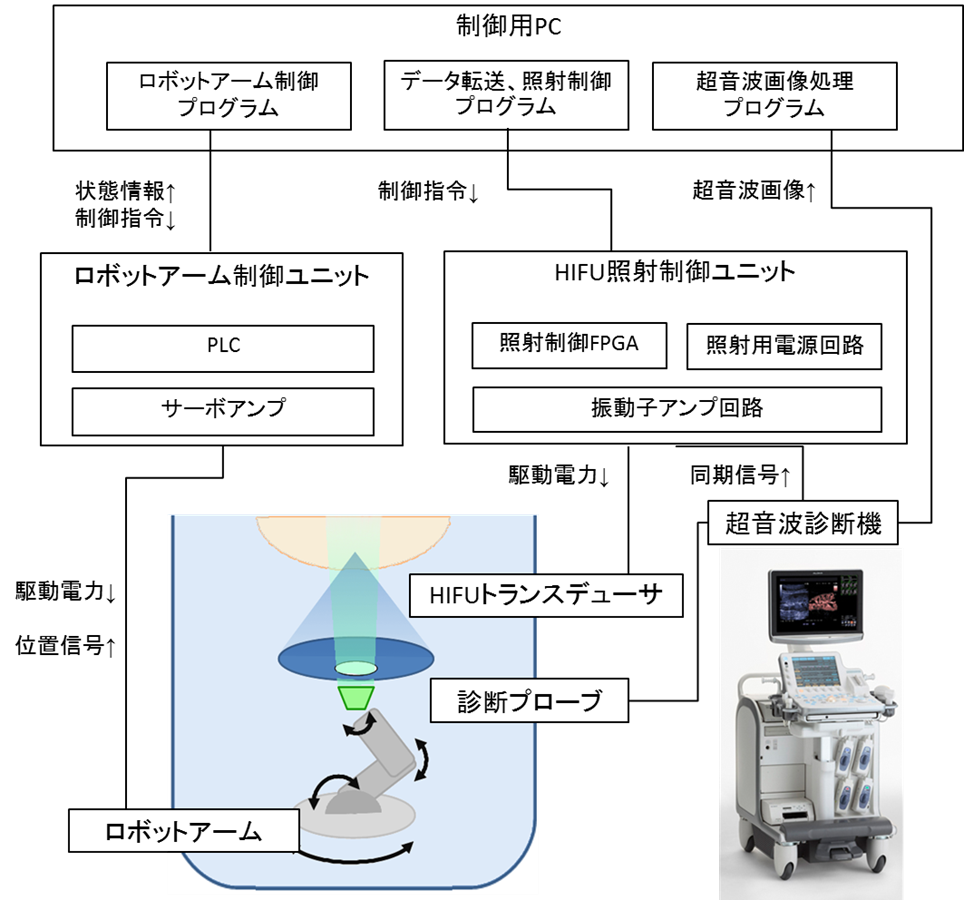 制御用PC
ロボットアーム制御
プログラム
データ転送、照射制御
プログラム
超音波画像処理
プログラム
状態情報↑
制御指令↓
制御指令↓
超音波画像↑
ロボットアーム制御ユニット
PLC
サーボアンプ
HIFU照射制御ユニット
照射制御FPGA
照射用電源回路
振動子アンプ回路
駆動電力↓
同期信号↑
超音波診断機
駆動電力↓
位置信号↑
HIFUトランスデューサ
診断プローブ
ロボットアーム